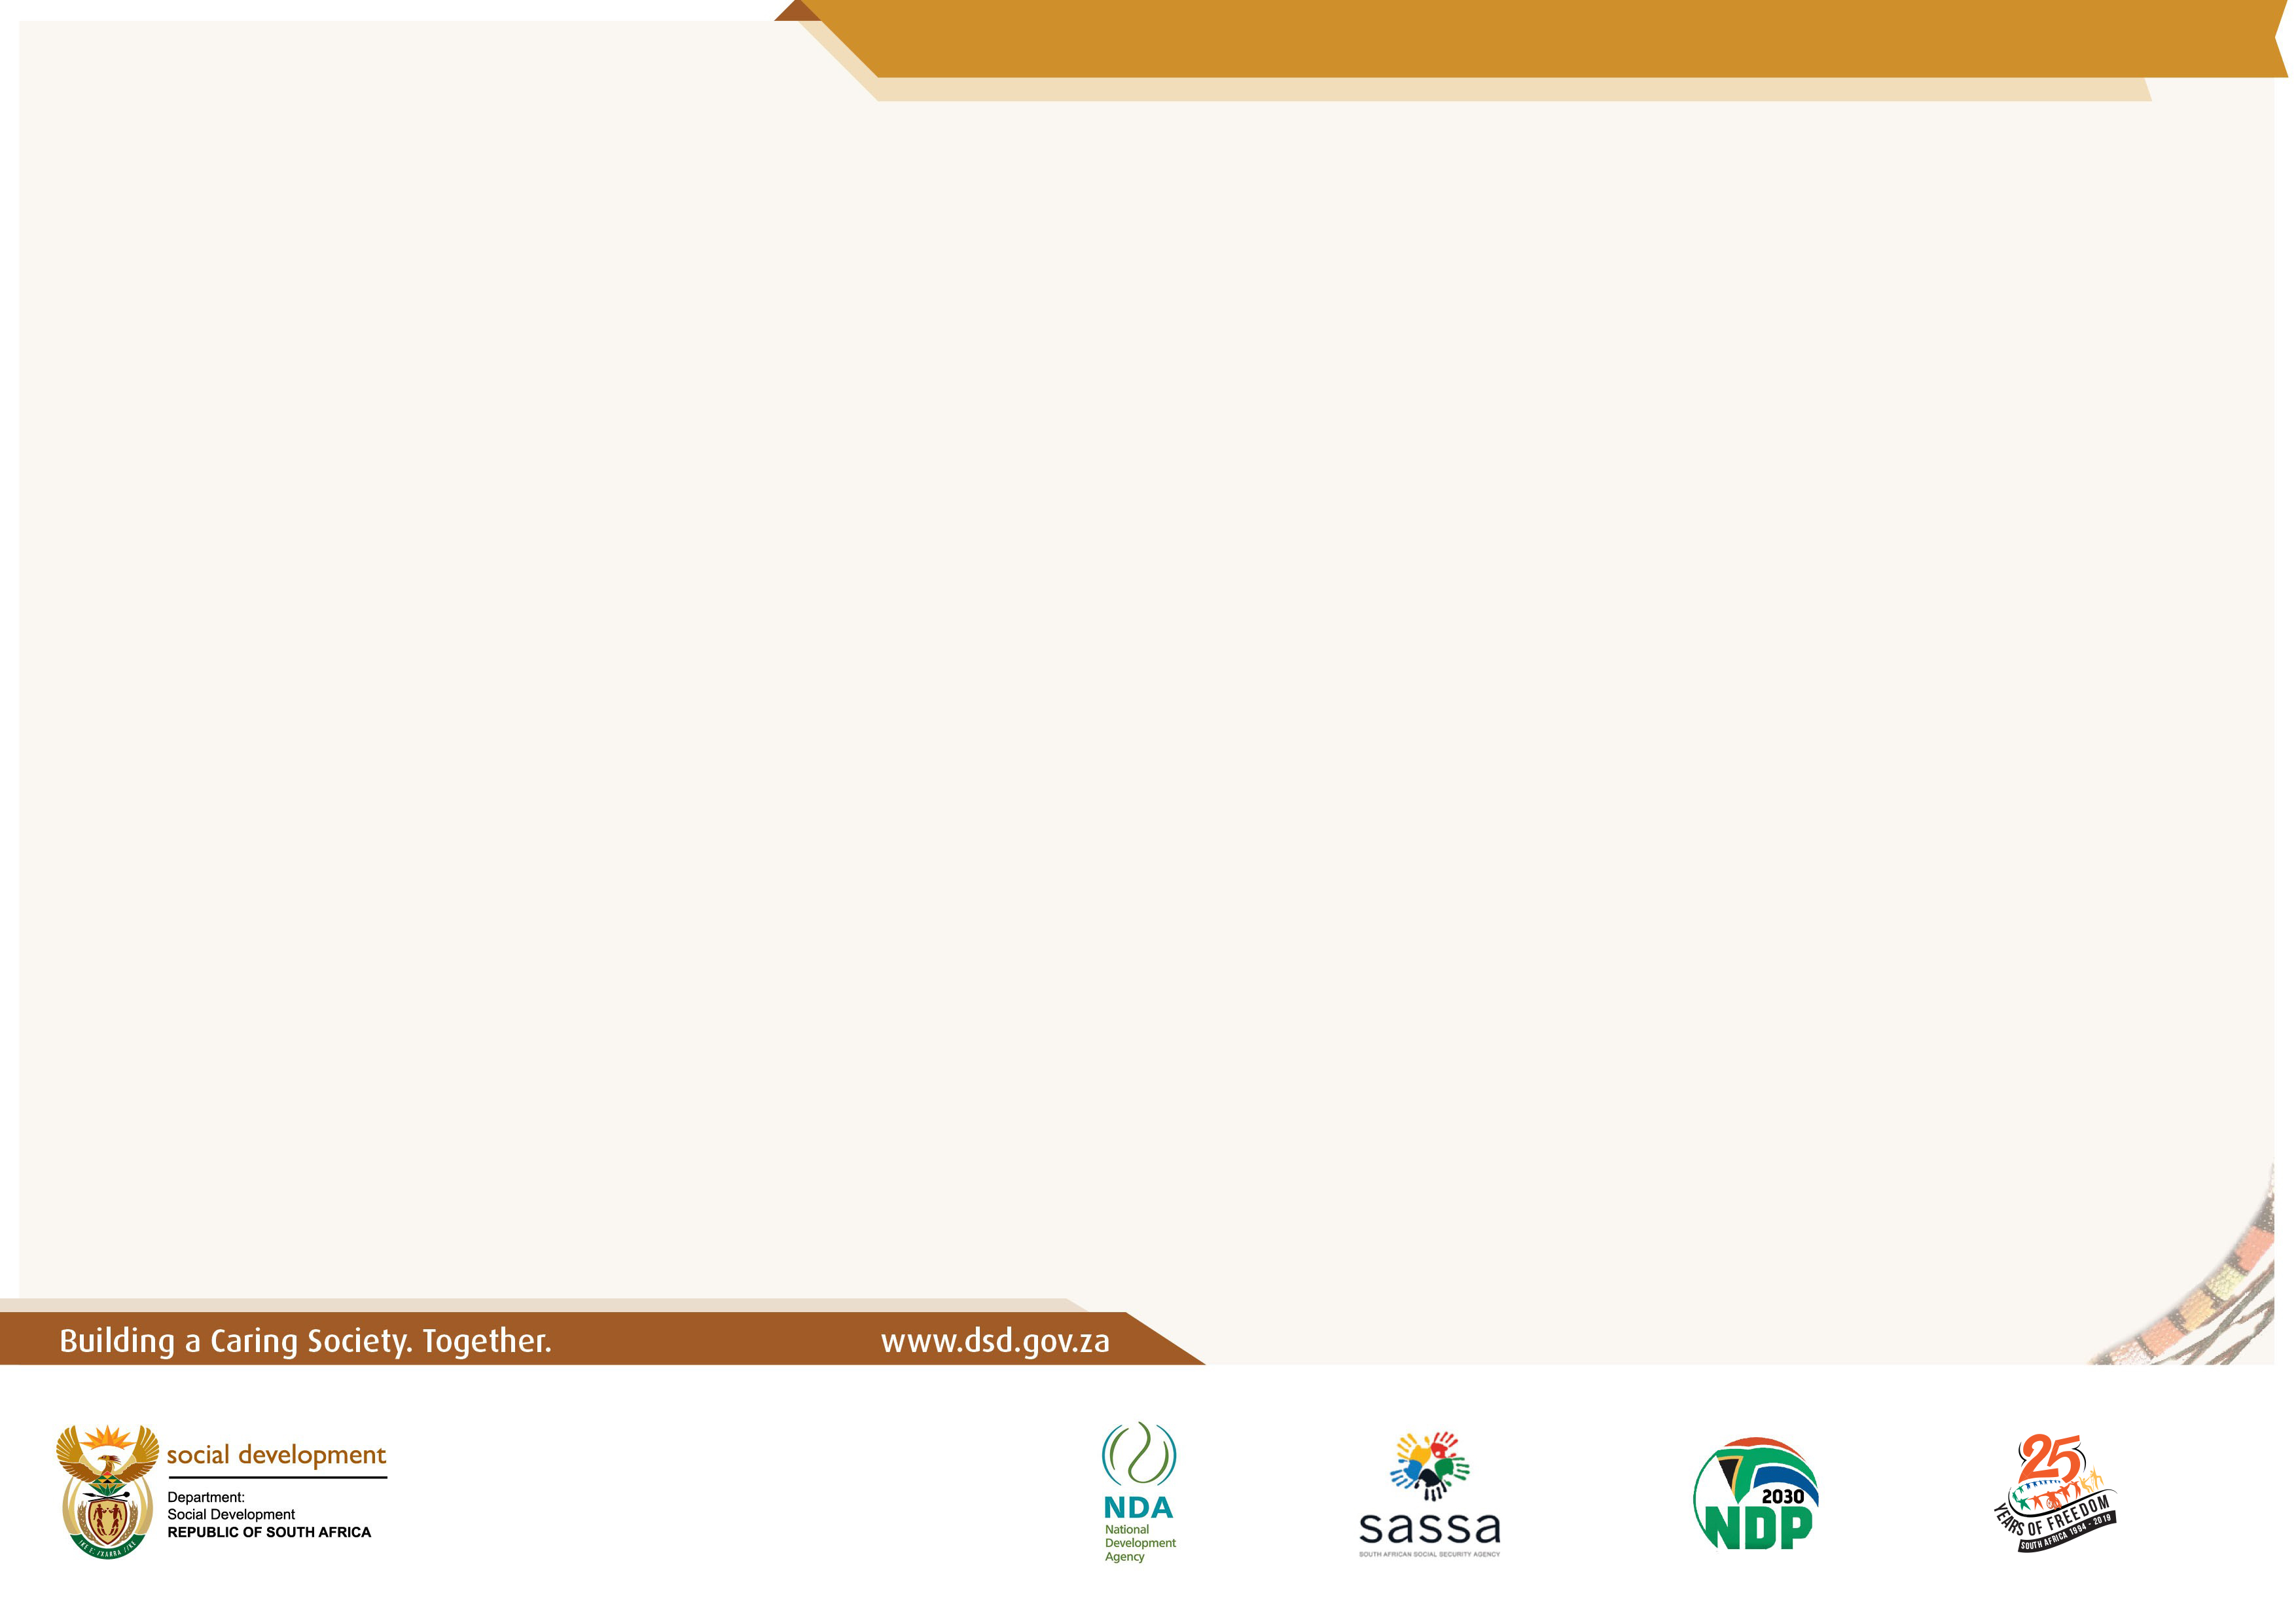 Building a Caring Society. Together.
www.dsd.gov.za
social development
Department:
Social Development
REPUBLIC OF SOUTH AFRICA
NDA
National
Development
Agency
sassa
SOUTH AFRICAN SOCIAL SECURITY AGENCY
2030
NDP
25
YEARS OF FREEDOM
SOUTH AFRICA 1994 - 2019